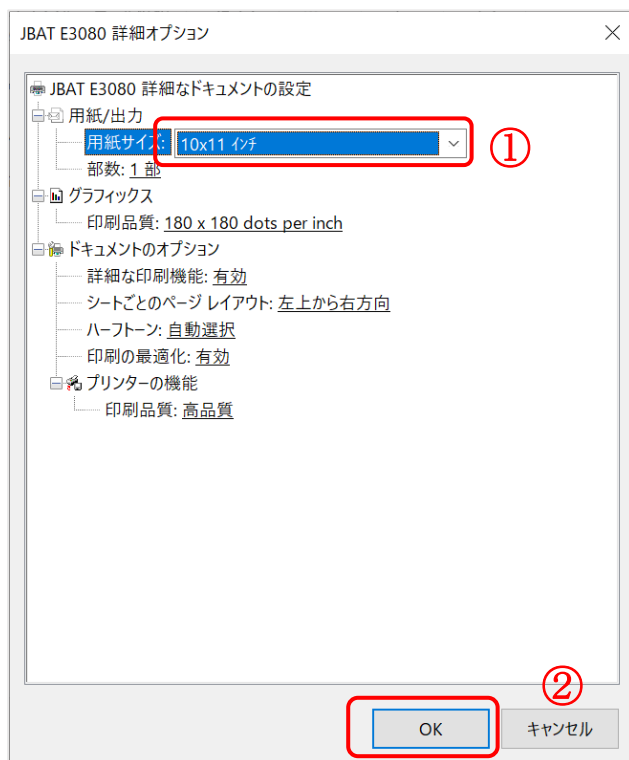 JBAT E3080 詳細オプション
JBAT E3080 詳細なドキュメントの設定
用紙/出力
用紙サイズ: 10x11 インチ
①
部数: 1 部
グラフィックス
印刷品質: 180 x 180 dots per inch
ドキュメントのオプション
詳細な印刷機能: 有効
シートごとのページ レイアウト: 左上から右方向
ハーフトーン: 自動選択
印刷の最適化: 有効
プリンターの機能
印刷品質: 高品質
②
OK
キャンセル